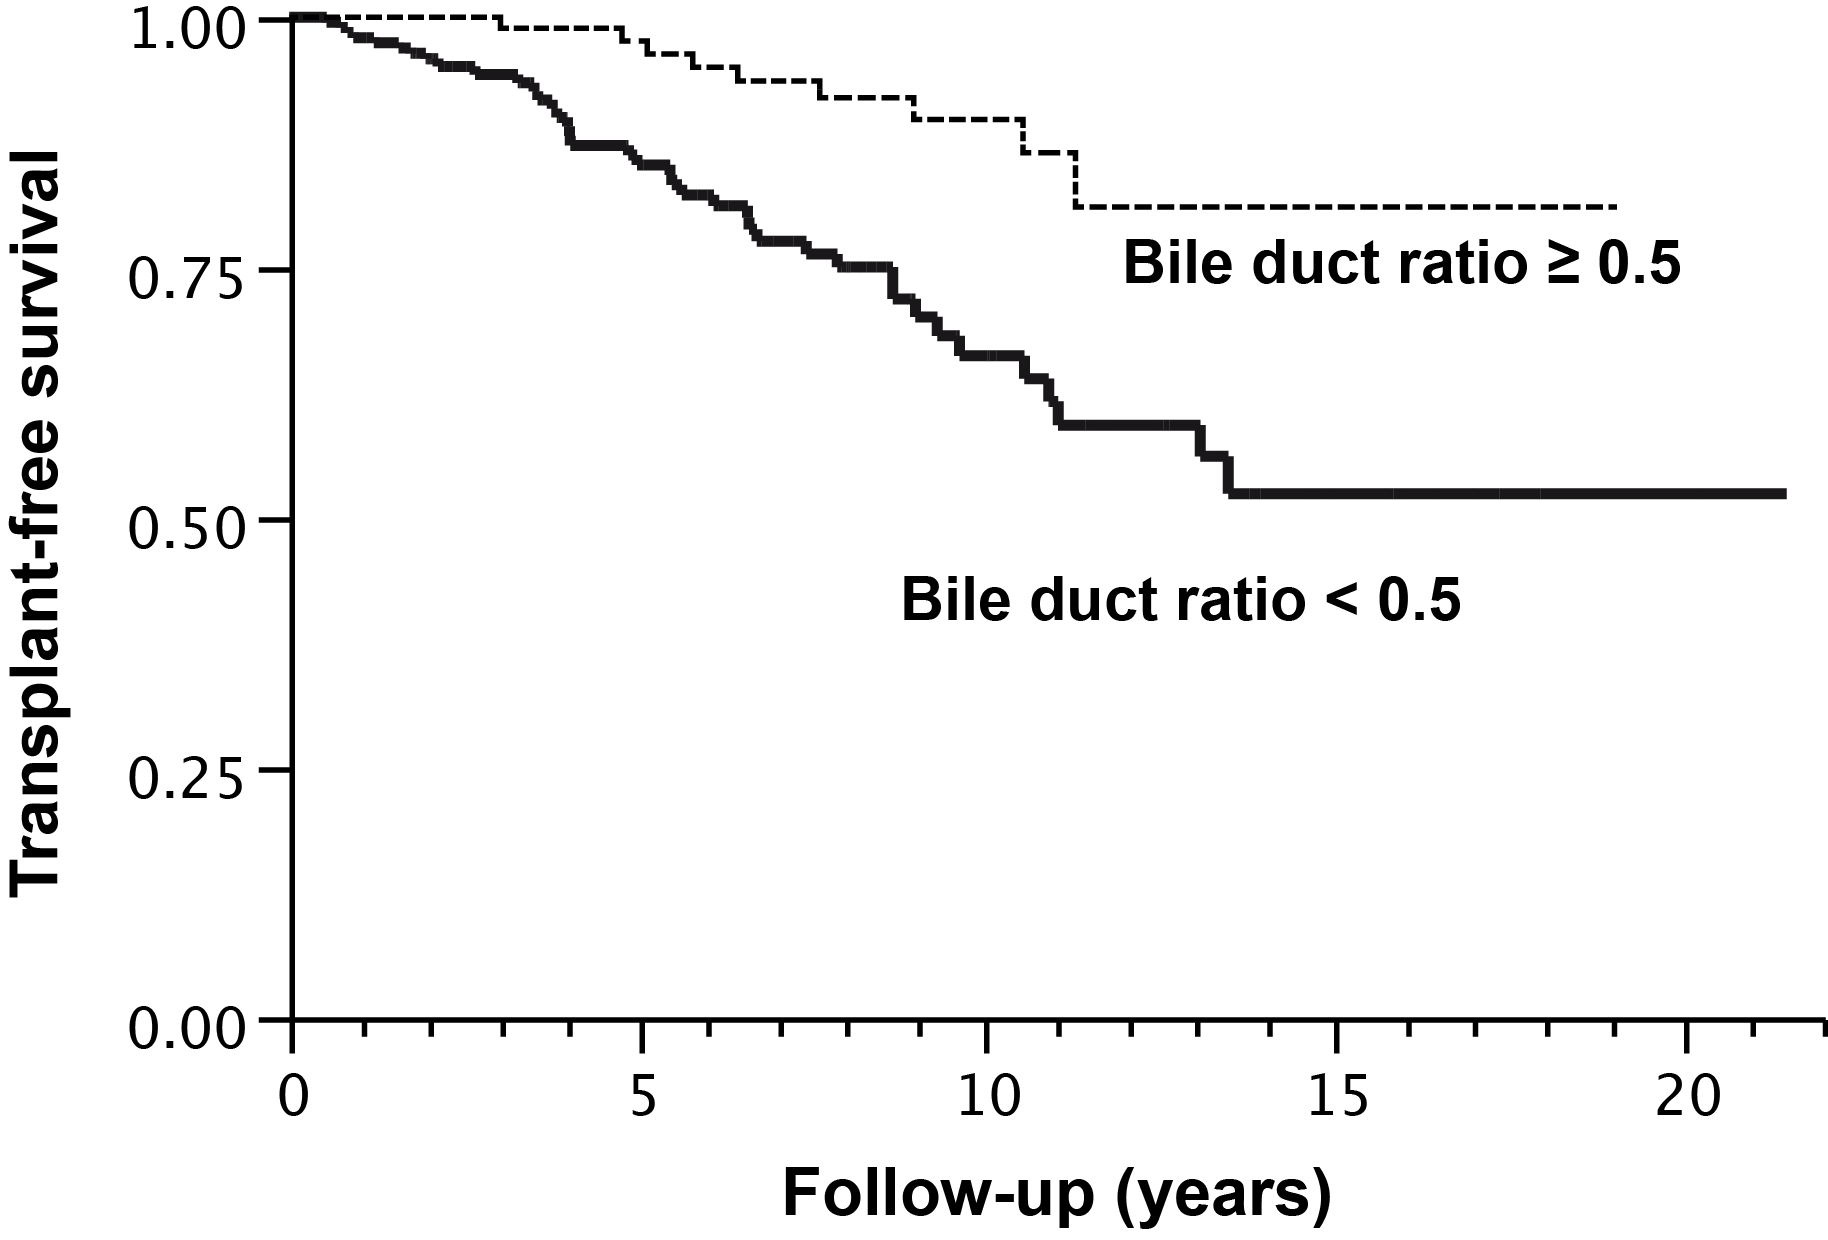 Transplant-free survival
1.00
0.75
0.50
0.25
0.00
Bile duct ratio ≥ 0.5
Bile duct ratio < 0.5
0 5 10 15 20
Follow-up (years)